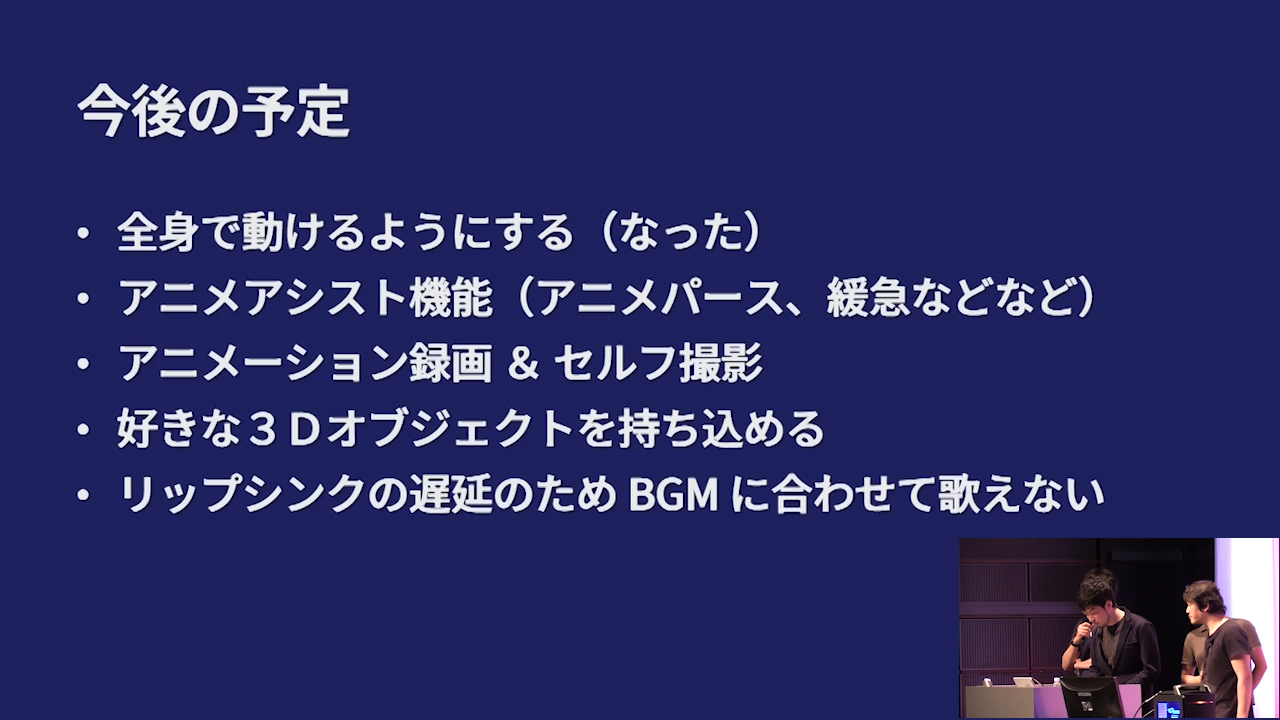 今後の予定
• 全身で動けるようにする（なった）
• アニメアシスト機能（アニメパース、緩急などなど）
• アニメーション録画 ＆ セルフ撮影
• 好きな３Ｄオブジェクトを持ち込める
• リップシンクの遅延のため BGM に合わせて歌えない